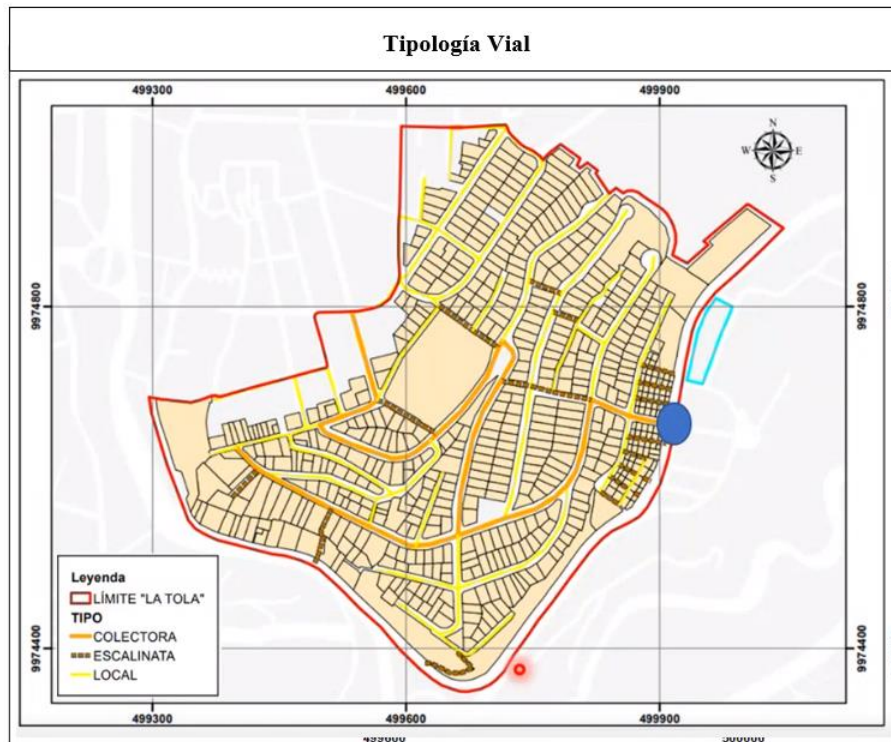 Tipología Vial
499300 499600 499900
N
W E
S
9974800 9974800
Leyenda
LÍMITE "LA TOLA"
TIPO
COLECTORA
ESCALINATA
LOCAL
9974400 9974400
499300 499600 499900